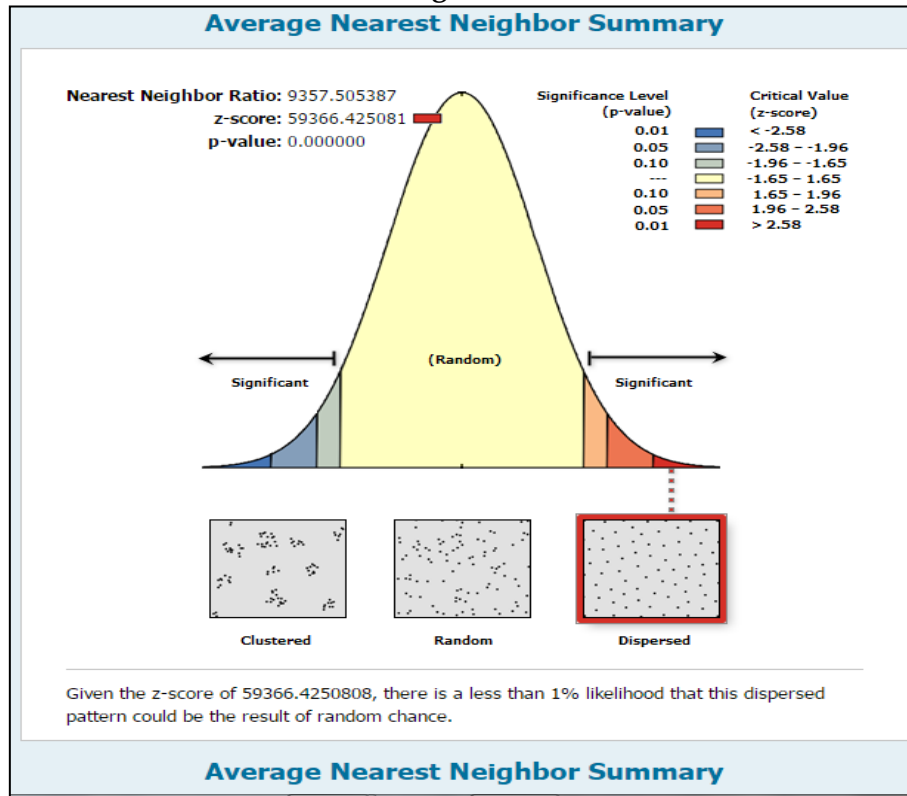 Average Nearest Neighbor Summary
Nearest Neighbor Ratio: 9357.505387
z-score: 59366.425081
p-value: 0.000000
Significance Level Critical Value
(p-value) (z-score)
0.01 < -2.58
0.05 -2.58 – -1.96
0.10 -1.96 – -1.65
--- -1.65 – 1.65
0.10 1.65 – 1.96
0.05 1.96 – 2.58
0.01 > 2.58
(Random)
Significant Significant
Clustered Random Dispersed
Given the z-score of 59366.4250808, there is a less than 1% likelihood that this dispersed
pattern could be the result of random chance.
Average Nearest Neighbor Summary